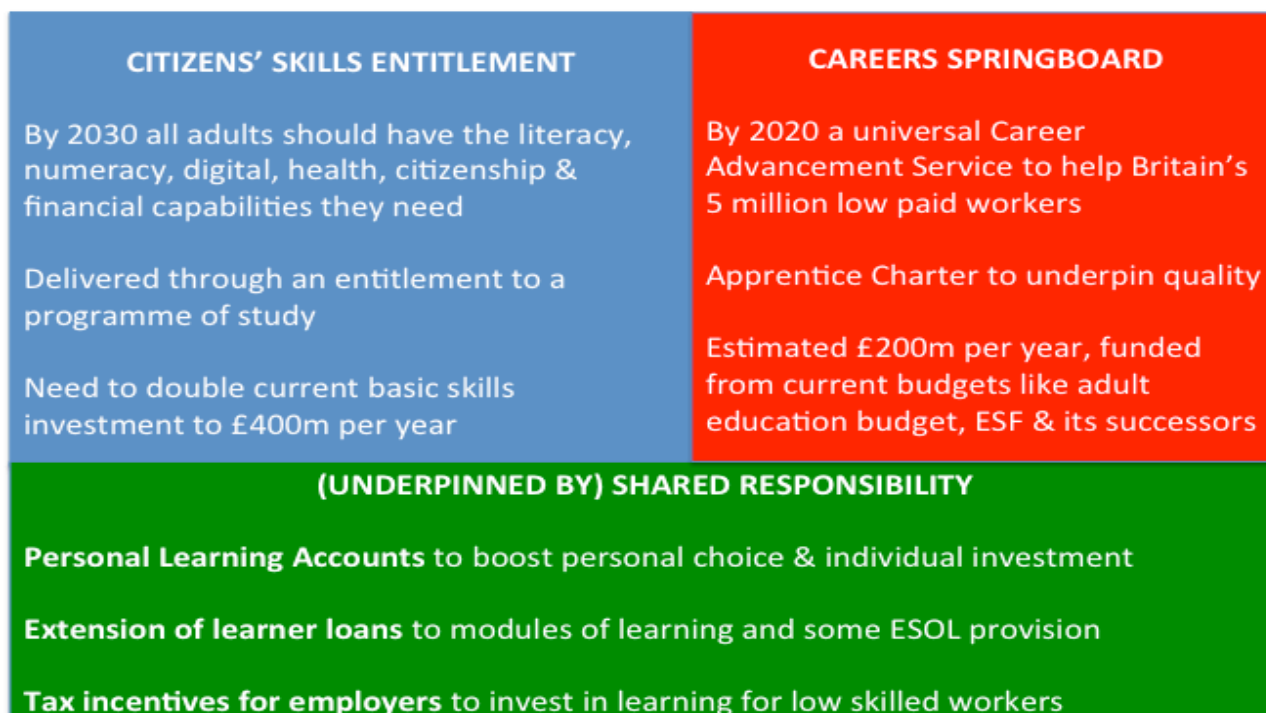 CITIZENS’ SKILLS ENTITLEMENT
By 2030 all adults should have the literacy,
numeracy, digital, health, citizenship &
financial capabilities they need
Delivered through an entitlement to a
programme of study
Need to double current basic skills
investment to £400m per year
CAREERS SPRINGBOARD
By 2020 a universal Career
Advancement Service to help Britain’s
5 million low paid workers
Apprentice Charter to underpin quality
Estimated £200m per year, funded
from current budgets like adult
education budget, ESF & its successors
(UNDERPINNED BY) SHARED RESPONSIBILITY
Personal Learning Accounts to boost personal choice & individual investment
Extension of learner loans to modules of learning and some ESOL provision
Tax incentives for employers to invest in learning for low skilled workers